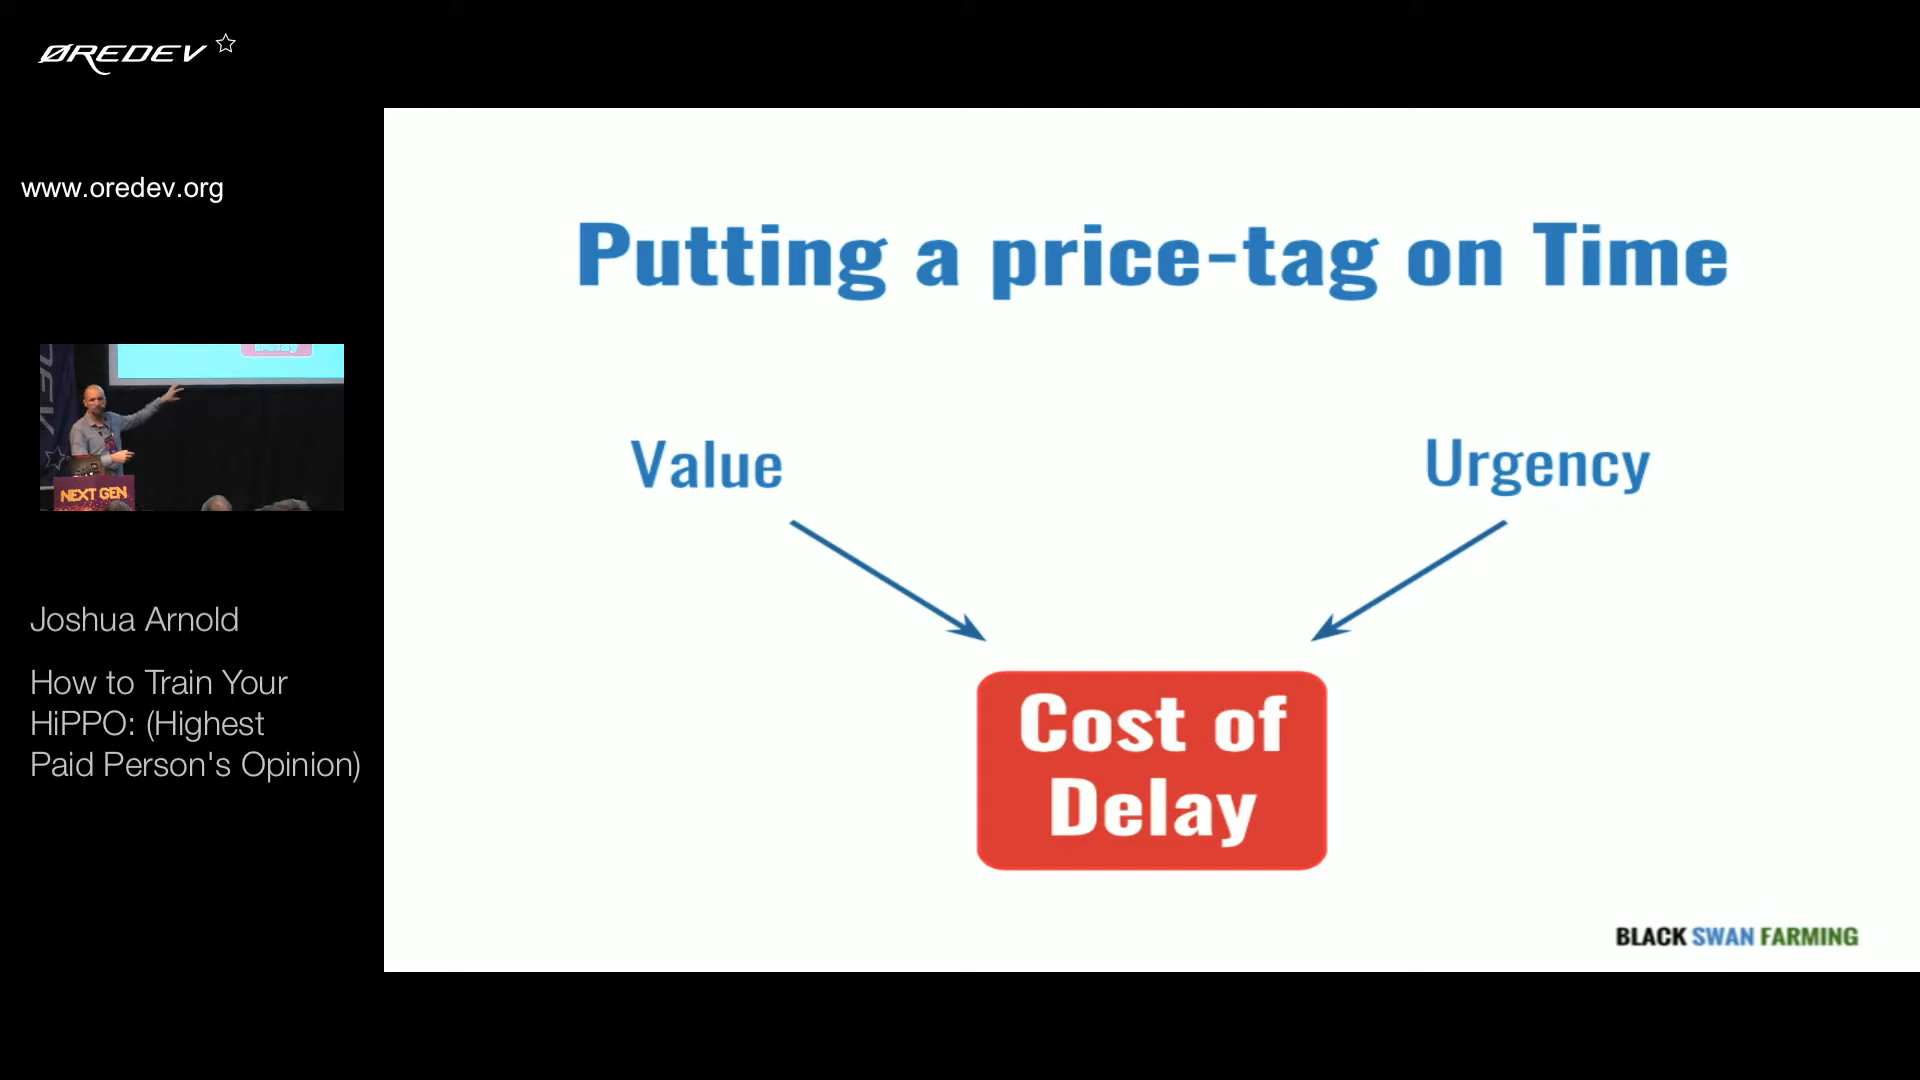 ØREDEV
www.oredev.org
NEXT GEN
Joshua Arnold
How to Train Your
HiPPO: (Highest
Paid Person's Opinion)
Putting a price-tag on Time
Value
Urgency
Cost of
Delay
BLACK SWAN FARMING